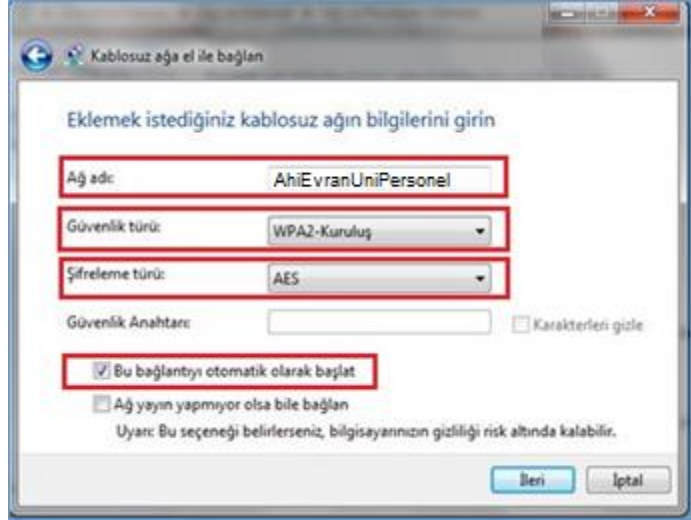 Kablosuz ağa el ile bağlan
Eklemek istediğiniz kablosuz ağın bilgilerini girin
Ağ adı: AhiEvranUniPersonel
Güvenlik türü: WPA2-Kuruluş
Şifreleme türü: AES
Güvenlik Anahtarı: Karakterleri gizle
Bu bağlantıyı otomatik olarak başlat
Ağ yayın yapmıyor olsa bile bağlan
Uyarı: Bu seçeneği belirlerseniz, bilgisayarınızın gizliliği risk altında kalabilir.
İleri İptal